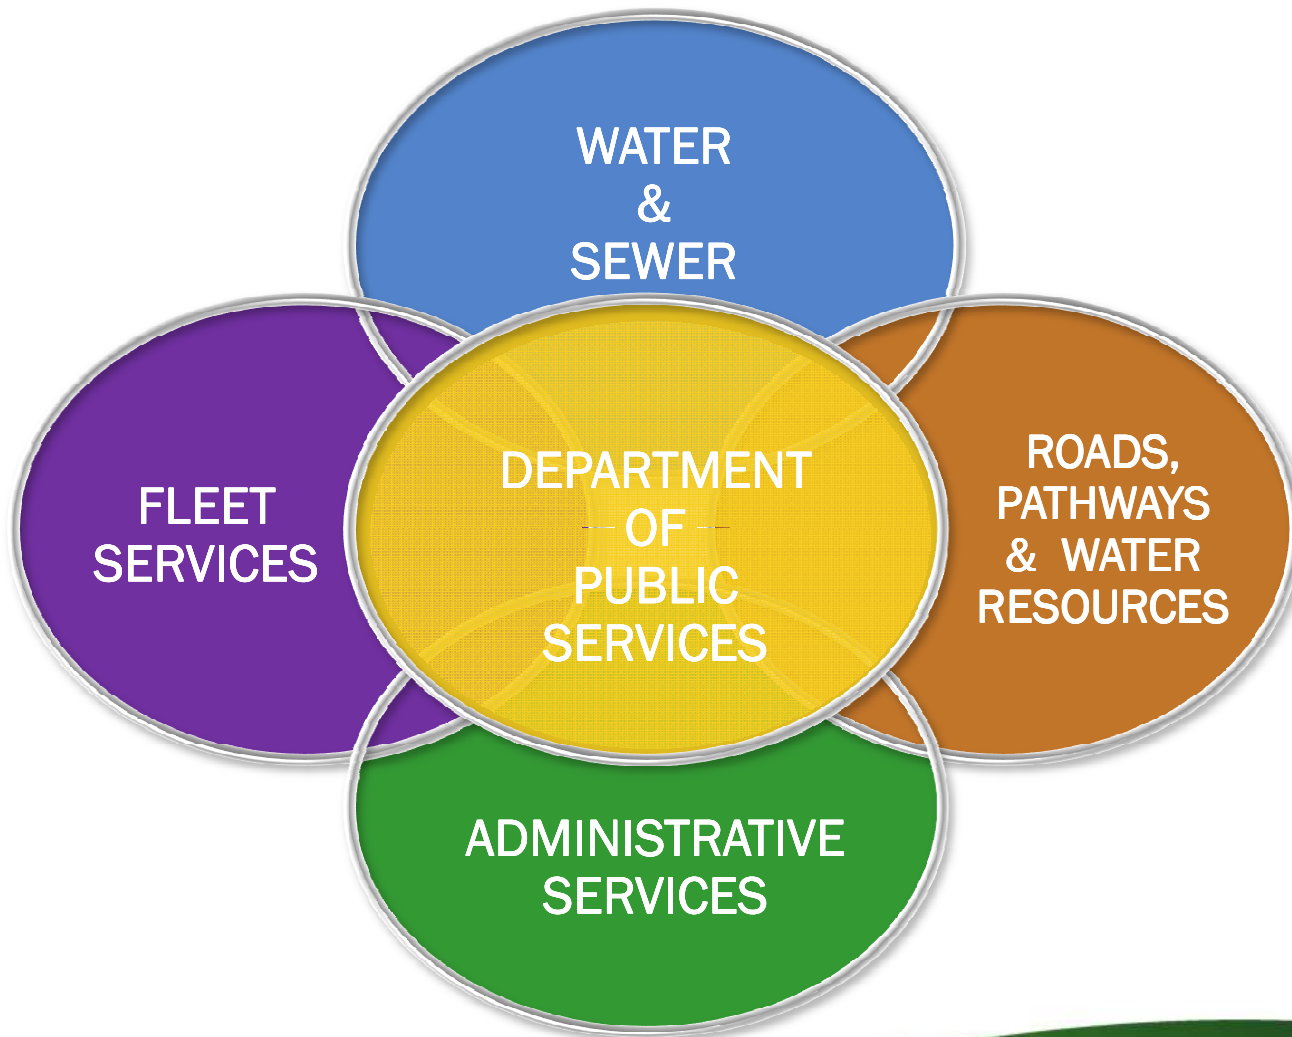 WATER
&
SEWER
FLEET
SERVICES
DEPARTMENT
OF
PUBLIC
SERVICES
ROADS,
PATHWAYS
& WATER
RESOURCES
ADMINISTRATIVE
SERVICES